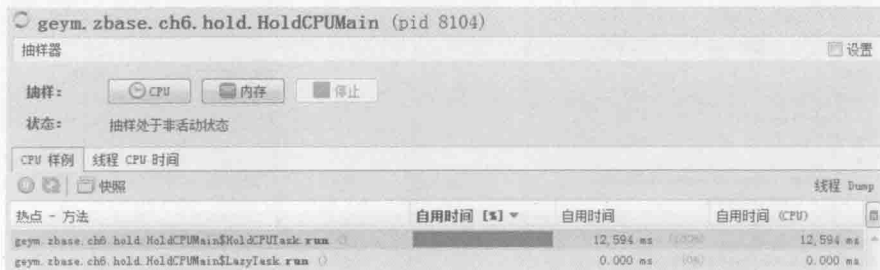 geym.zbase.ch6.hold.HoldCPUMain (pid 8104)
抽样器 设置
抽样： CPU 内存 停止
状态： 抽样处于非活动状态
CPU 样例 线程 CPU 时间
快照 线程 Dump
热点 - 方法 自用时间 [%] 自用时间 自用时间 (CPU)
geym.zbase.ch6.hold.HoldCPUMain$HoldCPUTask.run () 12,594 ms (100%) 12,594 ms
geym.zbase.ch6.hold.HoldCPUMain$LazyTask.run () 0.000 ms (0%) 0.000 ms